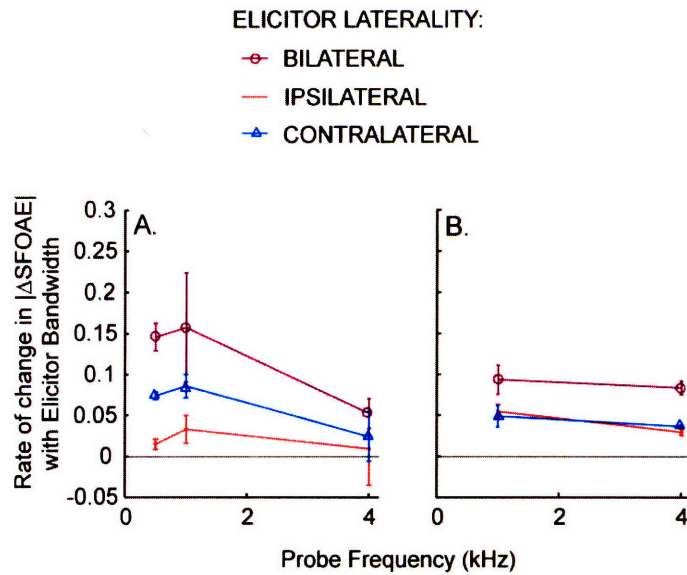 ELICITOR LATERALITY:
BILATERAL
IPSILATERAL
CONTRALATERAL
A.
B.
Rate of change in |ΔSFOAE|
with Elicitor Bandwidth
0.3
0.25
0.2
0.15
0.1
0.05
0
-0.05
0
2
4
0
2
4
Probe Frequency (kHz)